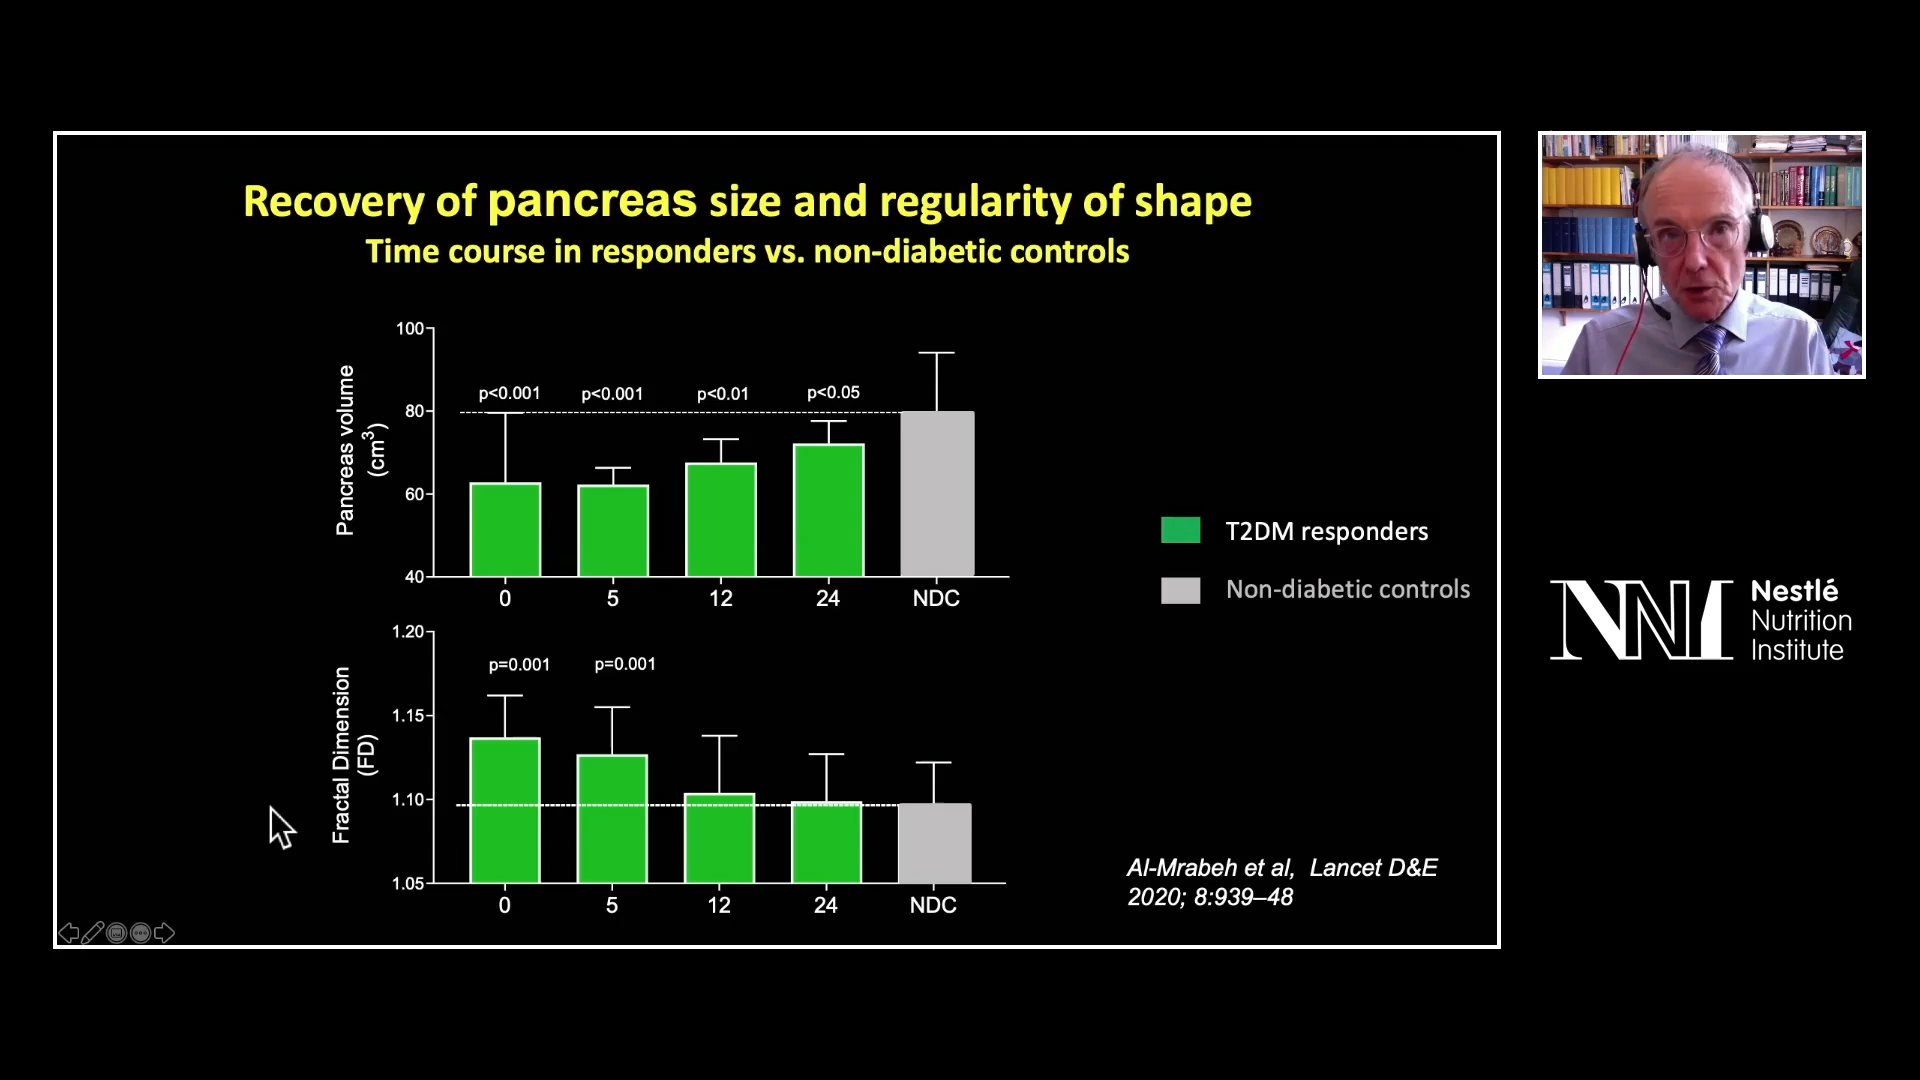 Recovery of pancreas size and regularity of shape
Time course in responders vs. non-diabetic controls
Pancreas volume
(cm³)
100
80
60
40
p<0.001
p<0.001
p<0.01
p<0.05
0
5
12
24
NDC
Fractal Dimension
(FD)
1.20
1.15
1.10
1.05
p=0.001
p=0.001
0
5
12
24
NDC
T2DM responders
Non-diabetic controls
Al-Mrabeh et al, Lancet D&E
2020; 8:939–48
NNI
Nestlé
Nutrition
Institute